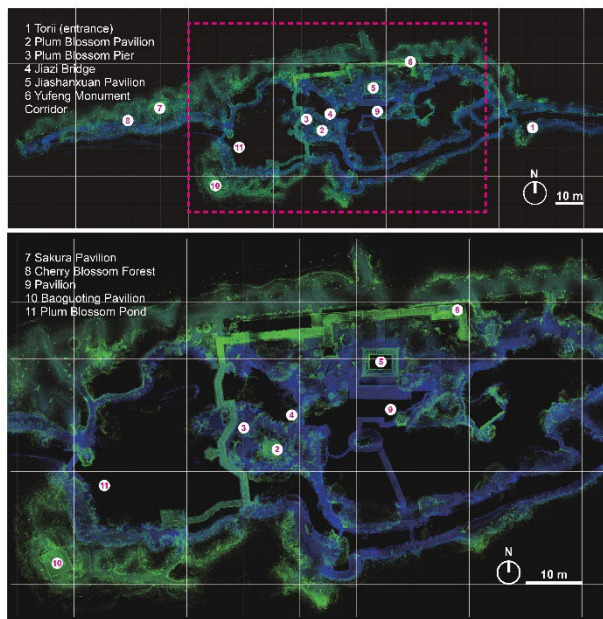 1 Torii (entrance)
2 Plum Blossom Pavilion
3 Plum Blossom Pier
4 Jiazi Bridge
5 Jiashanxuan Pavilion
6 Yufeng Monument
Corridor
6
5
7
8
4
9
3
2
1
11
10
N
10 m
7 Sakura Pavilion
8 Cherry Blossom Forest
9 Pavilion
10 Baoguoting Pavilion
11 Plum Blossom Pond
6
5
9
4
3
2
11
10
N
10 m